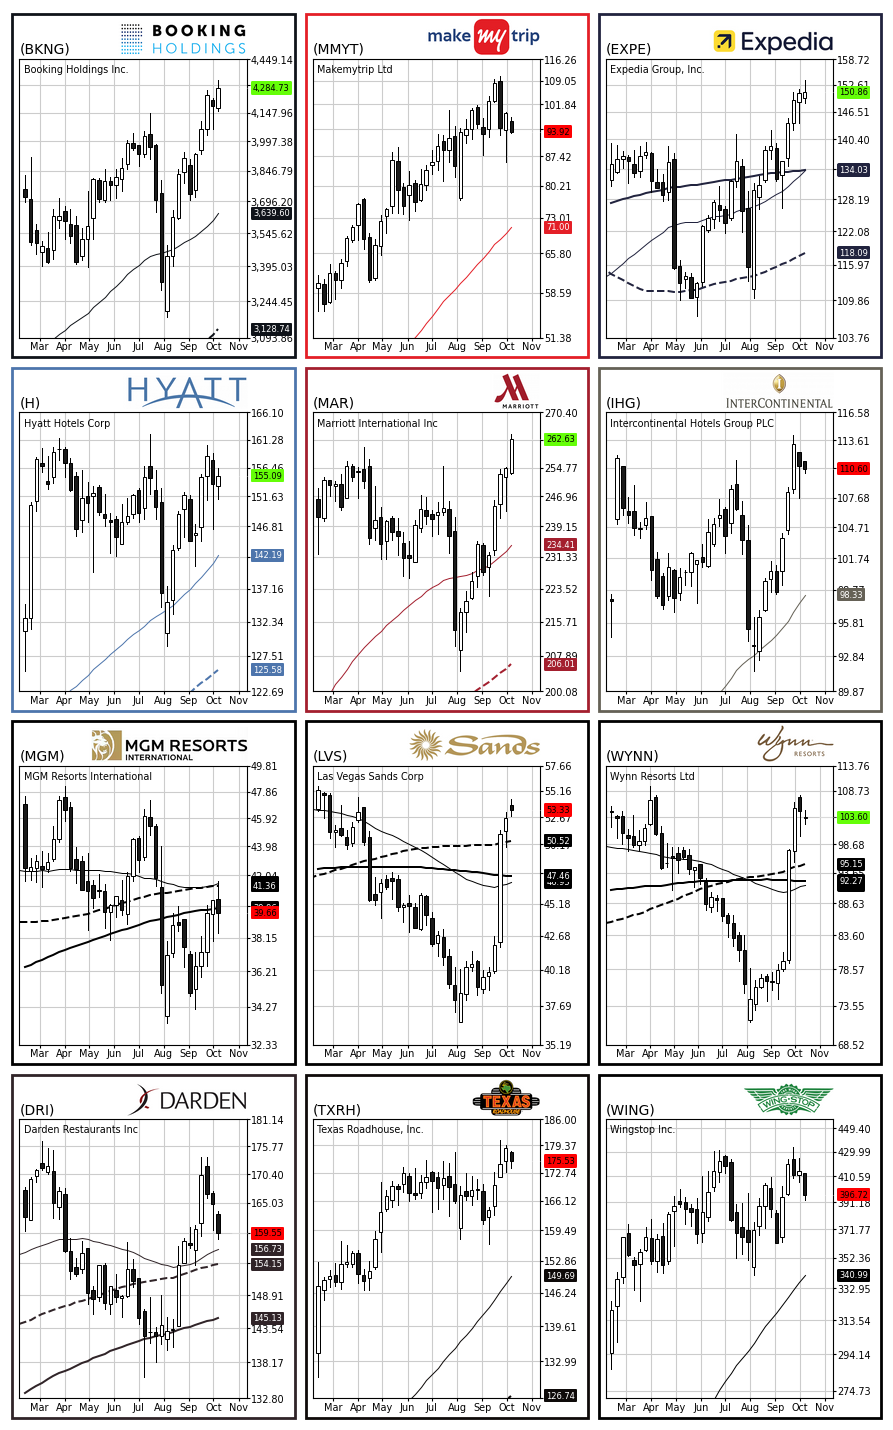 BOOKING
HOLDINGS
(BKNG)
Booking Holdings Inc.
4,449.14
4,284.73
4,147.96
3,997.38
3,846.79
3,696.20
3,639.60
3,545.62
3,395.03
3,244.45
3,128.74
3,093.86
Mar Apr May Jun Jul Aug Sep Oct Nov
make my trip
(MMYT)
Makemytrip Ltd
116.26
109.05
101.84
93.92
87.42
80.21
73.01
71.00
65.80
58.59
51.38
Mar Apr May Jun Jul Aug Sep Oct Nov
Expedia
(EXPE)
Expedia Group, Inc.
158.72
152.61
150.86
146.51
140.40
134.03
128.19
122.08
118.09
115.97
109.86
103.76
Mar Apr May Jun Jul Aug Sep Oct Nov
HYATT
(H)
Hyatt Hotels Corp
166.10
161.28
156.46
155.09
151.63
146.81
142.19
137.16
132.34
127.51
125.58
122.69
Mar Apr May Jun Jul Aug Sep Oct Nov
MARRIOTT
(MAR)
Marriott International Inc
270.40
262.63
254.77
246.96
239.15
234.41
231.33
223.52
215.71
207.89
206.01
200.08
Mar Apr May Jun Jul Aug Sep Oct Nov
INTERCONTINENTAL
(IHG)
Intercontinental Hotels Group PLC
116.58
113.61
110.60
107.68
104.71
101.74
98.33
95.81
92.84
89.87
Mar Apr May Jun Jul Aug Sep Oct Nov
MGM RESORTS
INTERNATIONAL
(MGM)
MGM Resorts International
49.81
47.86
45.92
43.98
42.04
41.36
39.66
38.15
36.21
34.27
32.33
Mar Apr May Jun Jul Aug Sep Oct Nov
Sands
(LVS)
Las Vegas Sands Corp
57.66
55.16
53.33
52.67
50.52
47.46
45.18
42.68
40.18
37.69
35.19
Mar Apr May Jun Jul Aug Sep Oct Nov
Wynn
RESORTS
(WYNN)
Wynn Resorts Ltd
113.76
108.73
103.60
98.68
95.15
92.27
88.63
83.60
78.57
73.55
68.52
Mar Apr May Jun Jul Aug Sep Oct Nov
DARDEN
(DRI)
Darden Restaurants Inc
181.14
175.77
170.40
165.03
159.55
156.73
154.15
148.91
145.13
143.54
138.17
132.80
Mar Apr May Jun Jul Aug Sep Oct Nov
TEXAS
ROADHOUSE
(TXRH)
Texas Roadhouse, Inc.
186.00
179.37
175.53
172.74
166.12
159.49
152.86
149.69
146.24
139.61
132.99
126.74
Mar Apr May Jun Jul Aug Sep Oct Nov
WING·STOP
(WING)
Wingstop Inc.
449.40
429.99
410.59
396.72
391.18
371.77
352.36
340.99
332.95
313.54
294.14
274.73
Mar Apr May Jun Jul Aug Sep Oct Nov